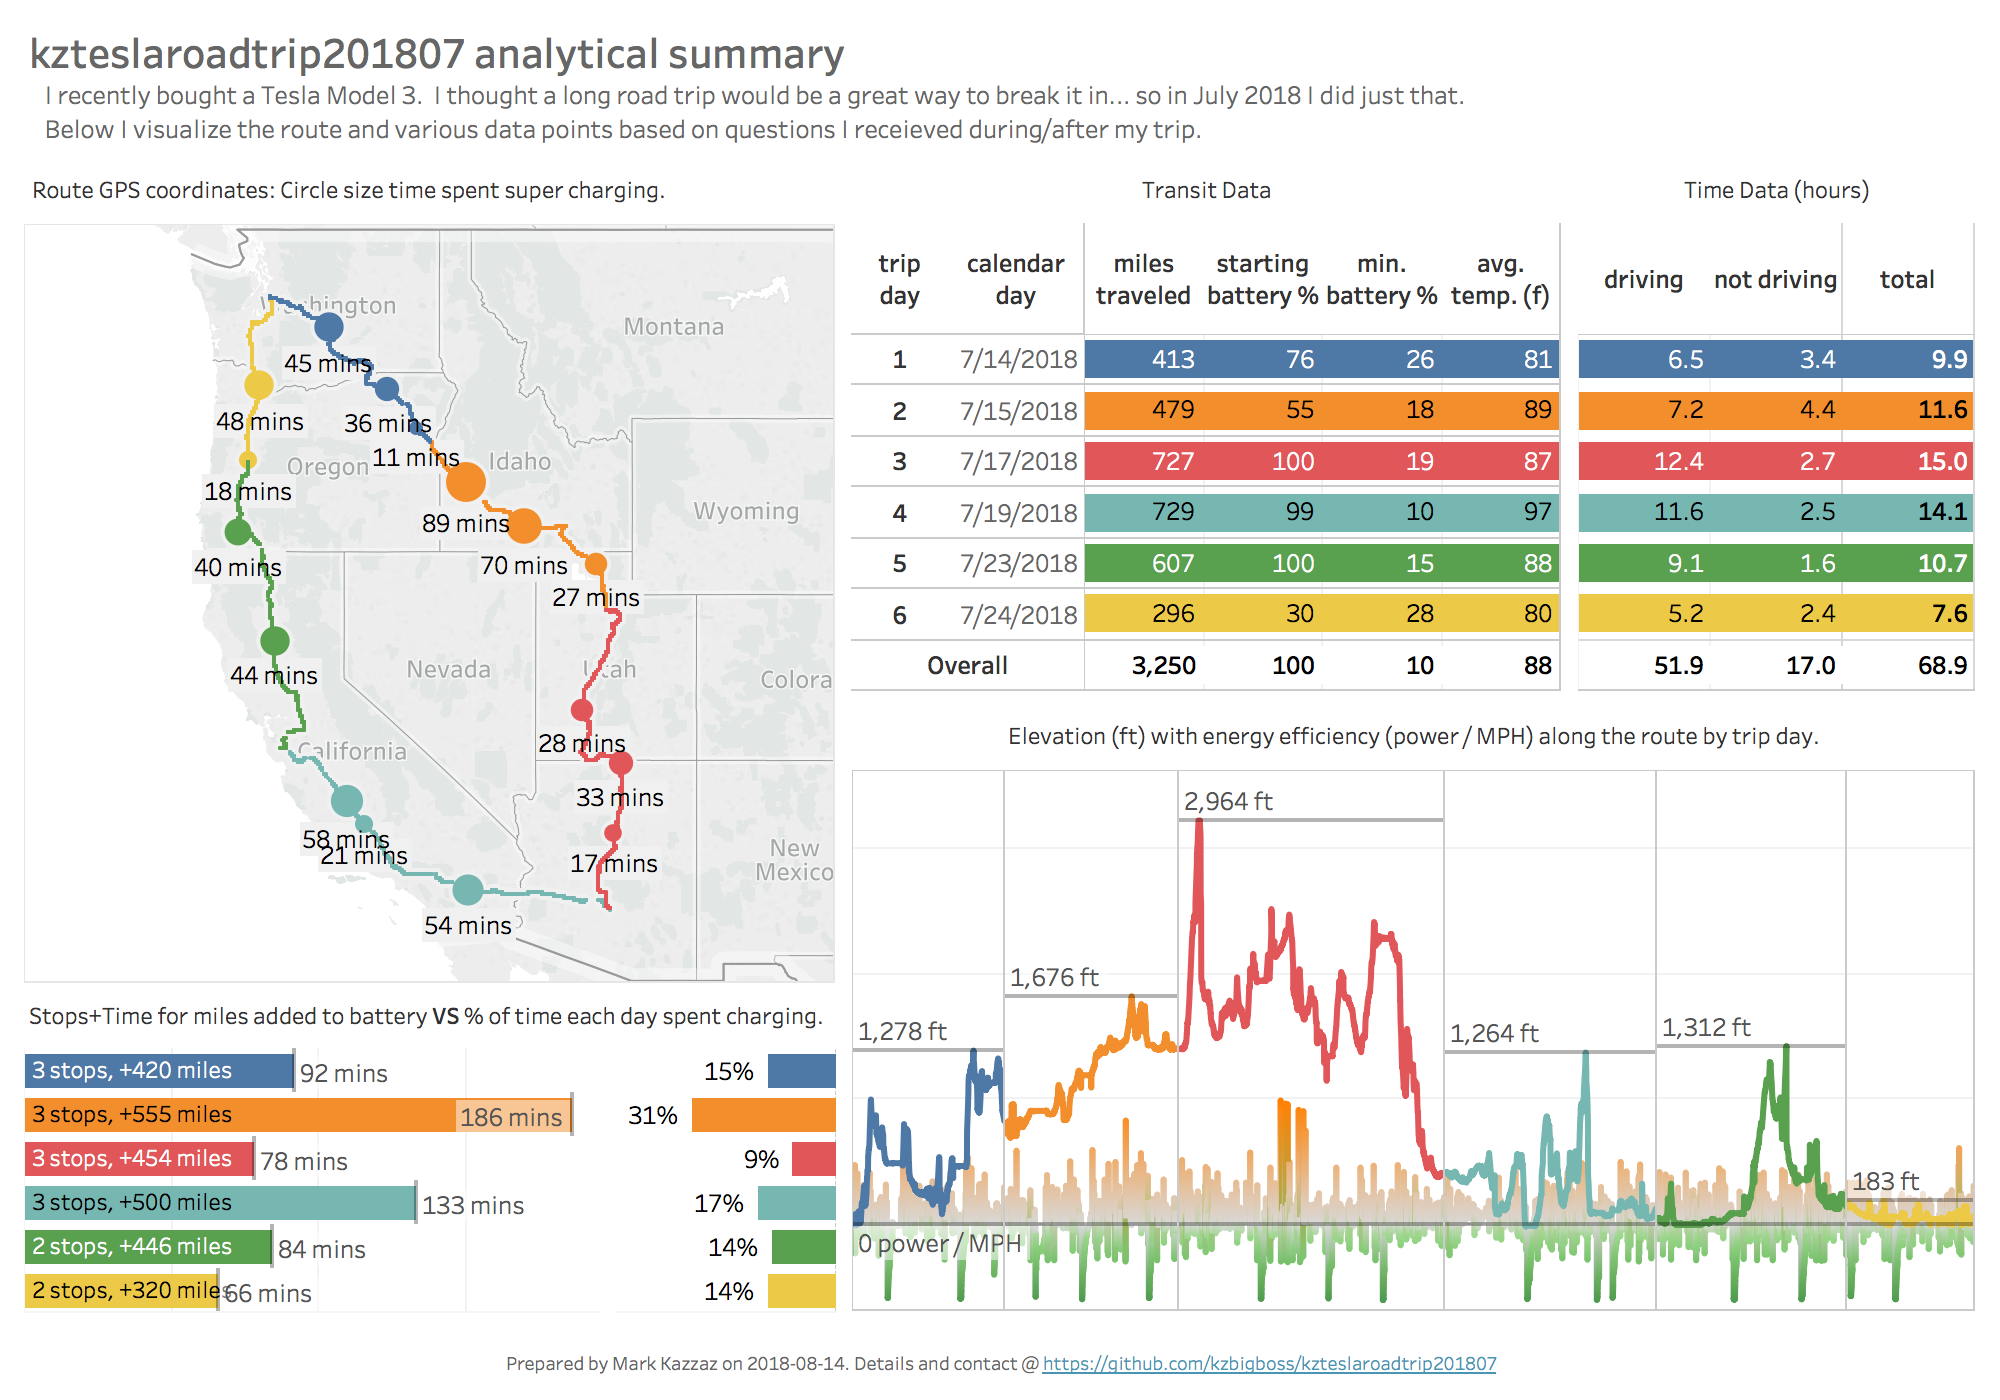 kzteslaroadtrip201807 analytical summary
I recently bought a Tesla Model 3.  I thought a long road trip would be a great way to break it in... so in July 2018 I did just that.
Below I visualize the route and various data points based on questions I receieved during/after my trip.
Route GPS coordinates: Circle size time spent super charging.
Washington
Montana
45 mins
48 mins
36 mins
Oregon
11 mins
Idaho
18 mins
Wyoming
89 mins
40 mins
70 mins
27 mins
44 mins
Nevada
Utah
Colora
28 mins
California
33 mins
58 mins
21 mins
17 mins
New
Mexico
54 mins
Transit Data
trip day calendar day miles traveled starting battery % min. battery % avg. temp. (f)
1 7/14/2018 413 76 26 81
2 7/15/2018 479 55 18 89
3 7/17/2018 727 100 19 87
4 7/19/2018 729 99 10 97
5 7/23/2018 607 100 15 88
6 7/24/2018 296 30 28 80
Overall 3,250 100 10 88
Time Data (hours)
driving not driving total
6.5 3.4 9.9
7.2 4.4 11.6
12.4 2.7 15.0
11.6 2.5 14.1
9.1 1.6 10.7
5.2 2.4 7.6
51.9 17.0 68.9
Stops+Time for miles added to battery VS % of time each day spent charging.
3 stops, +420 miles 92 mins 15%
3 stops, +555 miles 186 mins 31%
3 stops, +454 miles 78 mins 9%
3 stops, +500 miles 133 mins 17%
2 stops, +446 miles 84 mins 14%
2 stops, +320 miles 66 mins 14%
Elevation (ft) with energy efficiency (power / MPH) along the route by trip day.
1,278 ft
1,676 ft
2,964 ft
1,264 ft
1,312 ft
183 ft
0 power / MPH
Prepared by Mark Kazzaz on 2018-08-14. Details and contact @ https://github.com/kzbigboss/kzteslaroadtrip201807